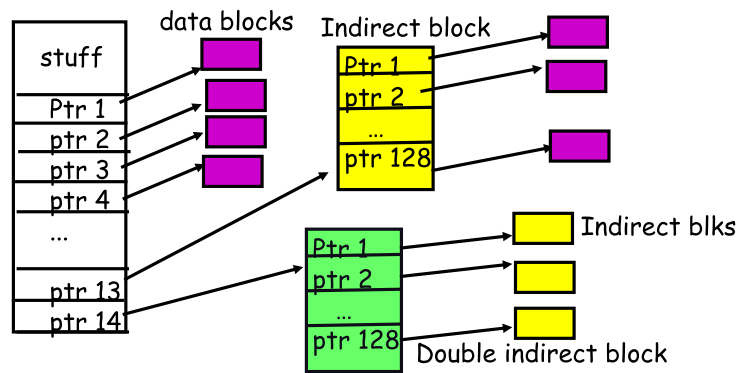 stuff
Ptr 1
ptr 2
ptr 3
ptr 4
...
ptr 13
ptr 14
data blocks
Indirect block
Ptr 1
ptr 2
...
ptr 128
Ptr 1
ptr 2
...
ptr 128
Indirect blks
Double indirect block